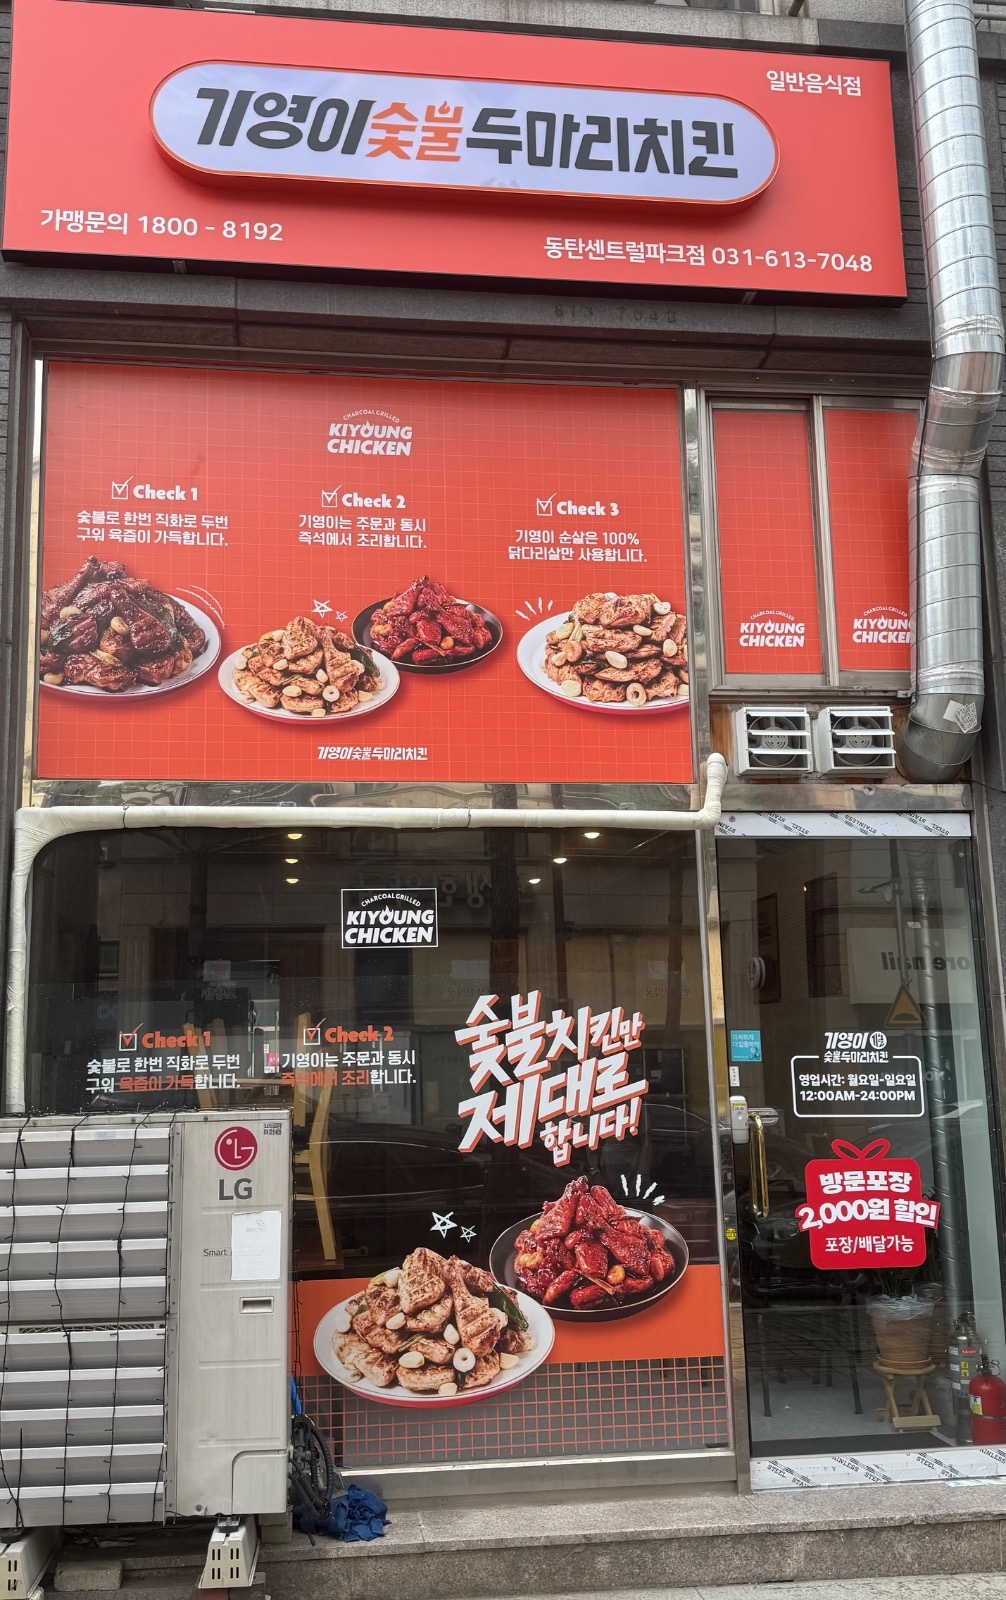 일반음식점
기영이숯불두마리치킨
가맹문의 1800 - 8192
동탄센트럴파크점 031-613-7048
CHARCOAL GRILLED
KIYOUNG
CHICKEN
Check 1
숯불로 한번 직화로 두번
구워 육즙이 가득합니다.
Check 2
기영이는 주문과 동시
즉석에서 조리합니다.
Check 3
기영이 순살은 100%
닭다리살만 사용합니다.
기영이숯불두마리치킨
CHARCOAL GRILLED
KIYOUNG
CHICKEN
CHARCOAL GRILLED
KIYOUNG
CHICKEN
CHARCOAL GRILLED
KIYOUNG
CHICKEN
Check 1
숯불로 한번 직화로 두번
구워 육즙이 가득합니다.
Check 2
기영이는 주문과 동시
즉석에서 조리합니다.
숯불치킨만
제대로
합니다!
기영이
숯불두마리치킨
영업시간: 월요일-일요일
12:00AM-24:00PM
방문포장
2,000원 할인
포장/배달가능
LG
Smart